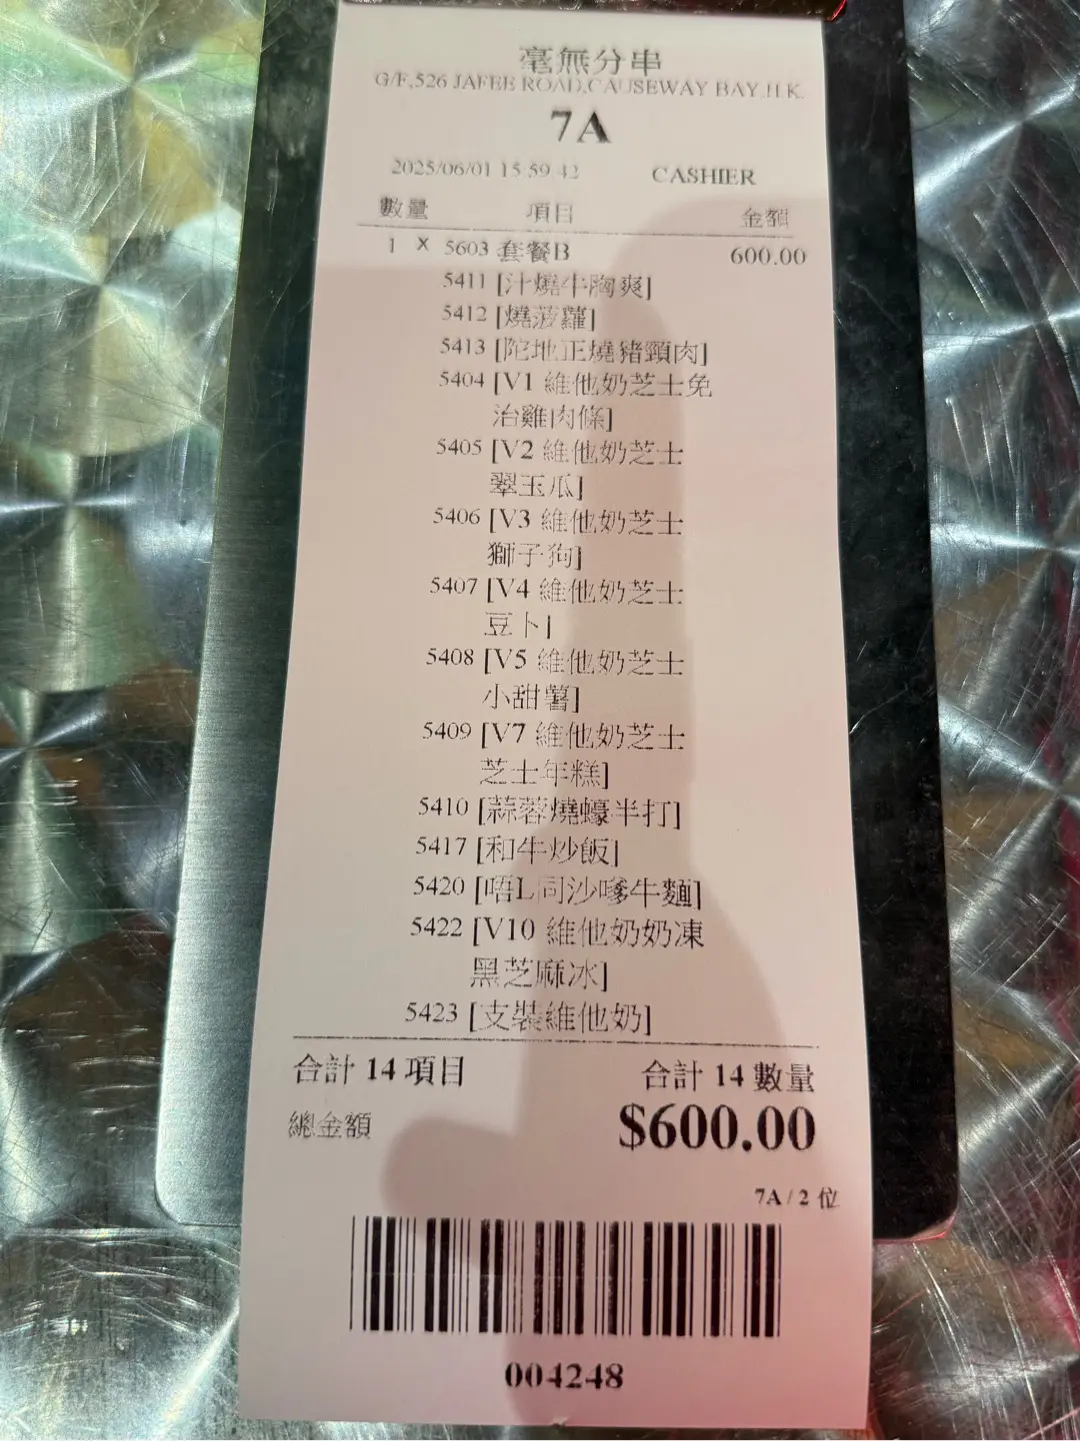 毫無分串
G/F,526 JAFEE ROAD,CAUSEWAY BAY,H.K.
7A
2025/06/01 15:59:42 CASHIER
數量 項目 金額
1 X 5603 套餐B 600.00
5411 [汁燒牛胸爽]
5412 [燒菠蘿]
5413 [陀地正燒豬頸肉]
5404 [V1 維他奶芝士免
治雞肉條]
5405 [V2 維他奶芝士
翠玉瓜]
5406 [V3 維他奶芝士
獅子狗]
5407 [V4 維他奶芝士
豆卜]
5408 [V5 維他奶芝士
小甜薯]
5409 [V7 維他奶芝士
芝士年糕]
5410 [蒜蓉燒蠔半打]
5417 [和牛炒飯]
5420 [唔L同沙嗲牛麵]
5422 [V10 維他奶奶凍
黑芝麻冰]
5423 [支裝維他奶]
合計 14 項目 合計 14 數量
總金額 $600.00
7A / 2 位
004248